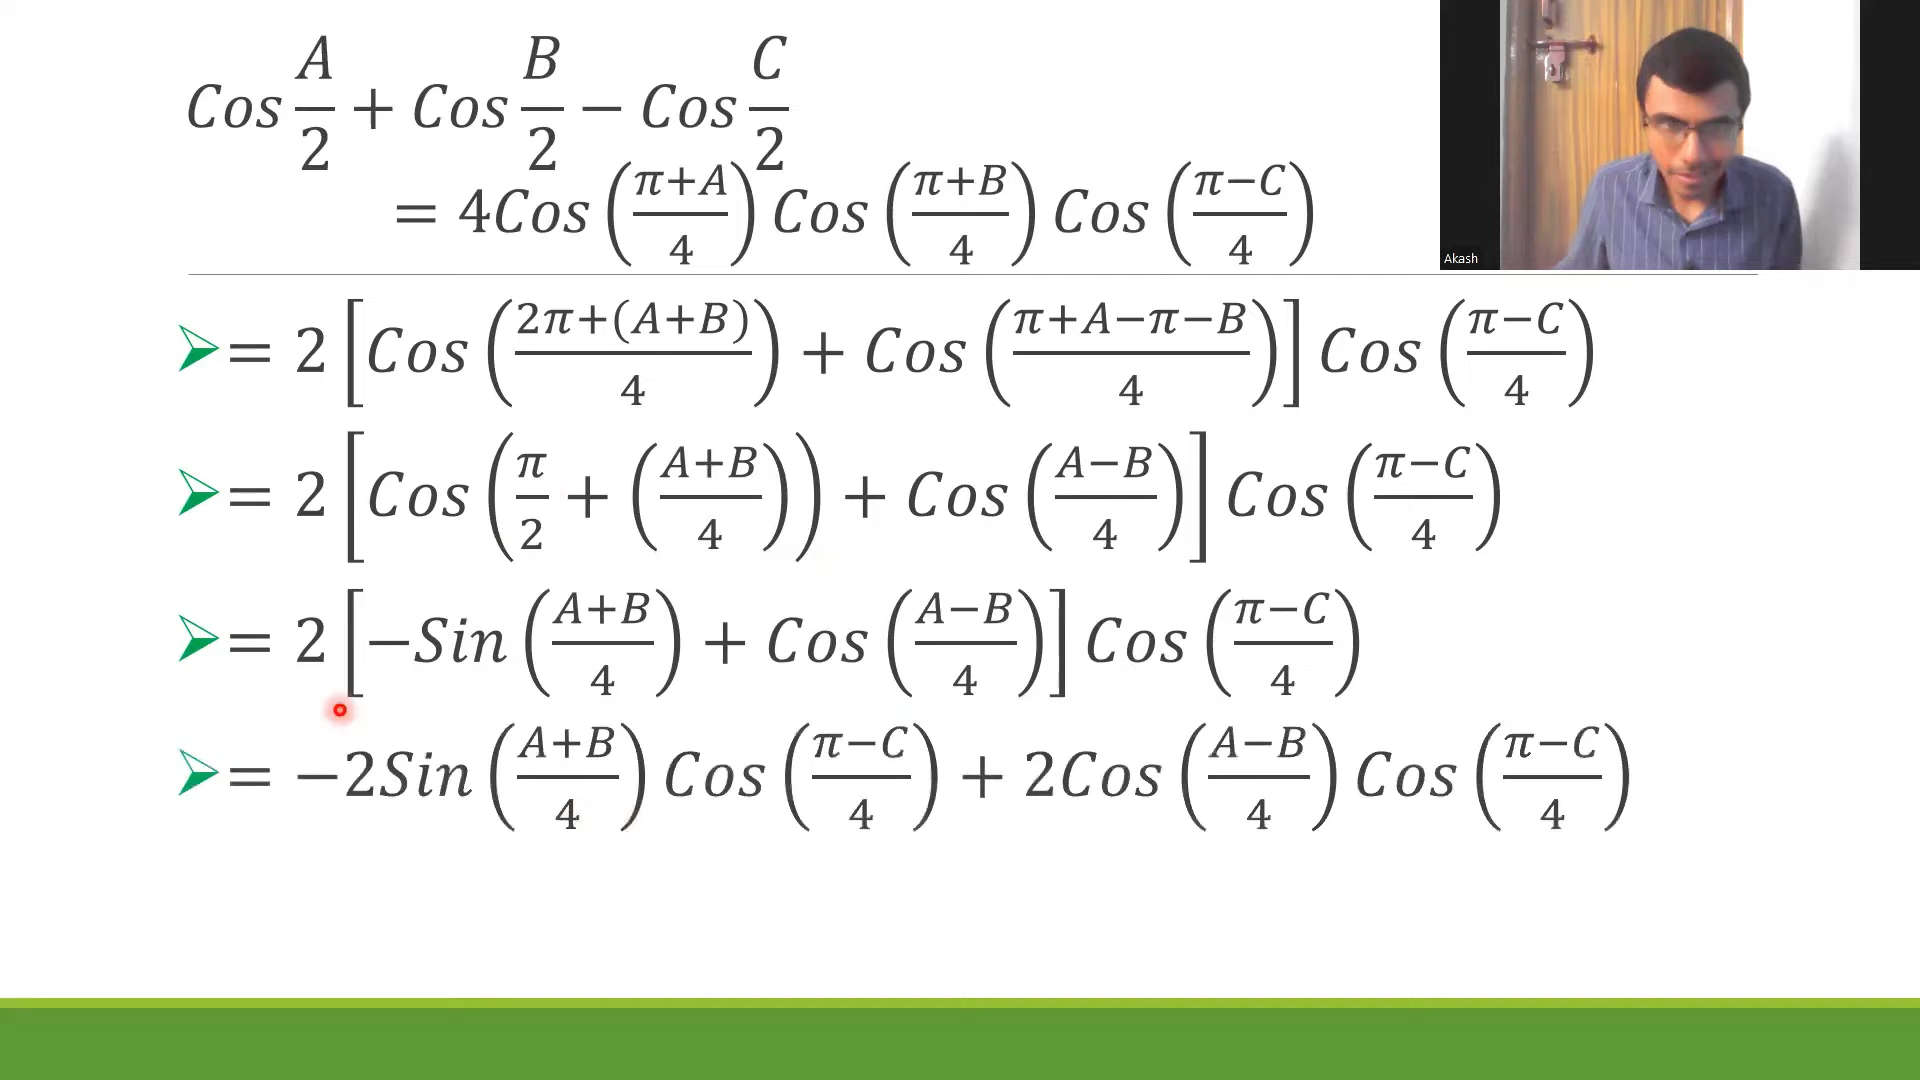 Cos A/2 + Cos B/2 − Cos C/2
= 4Cos (π+A/4) Cos (π+B/4) Cos (π−C/4)
Akash
➢= 2 [Cos (2π+(A+B)/4) + Cos (π+A−π−B/4)] Cos (π−C/4)
➢= 2 [Cos (π/2 + (A+B/4)) + Cos (A−B/4)] Cos (π−C/4)
➢= 2 [−Sin (A+B/4) + Cos (A−B/4)] Cos (π−C/4)
➢= −2Sin (A+B/4) Cos (π−C/4) + 2Cos (A−B/4) Cos (π−C/4)